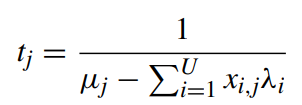 t_j = \frac{1}{\mu_j - \sum_{i=1}^{U} x_{i,j} \lambda_i}